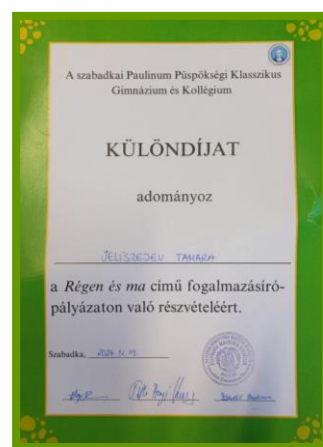 A szabadkai Paulinum Püspökségi Klasszikus
Gimnázium és Kollégium
KÜLÖNDÍJAT
adományoz
JELISZEJEV TAMARA
a Régen és ma című fogalmazásíró-
pályázaton való részvételéért.
Szabadka,